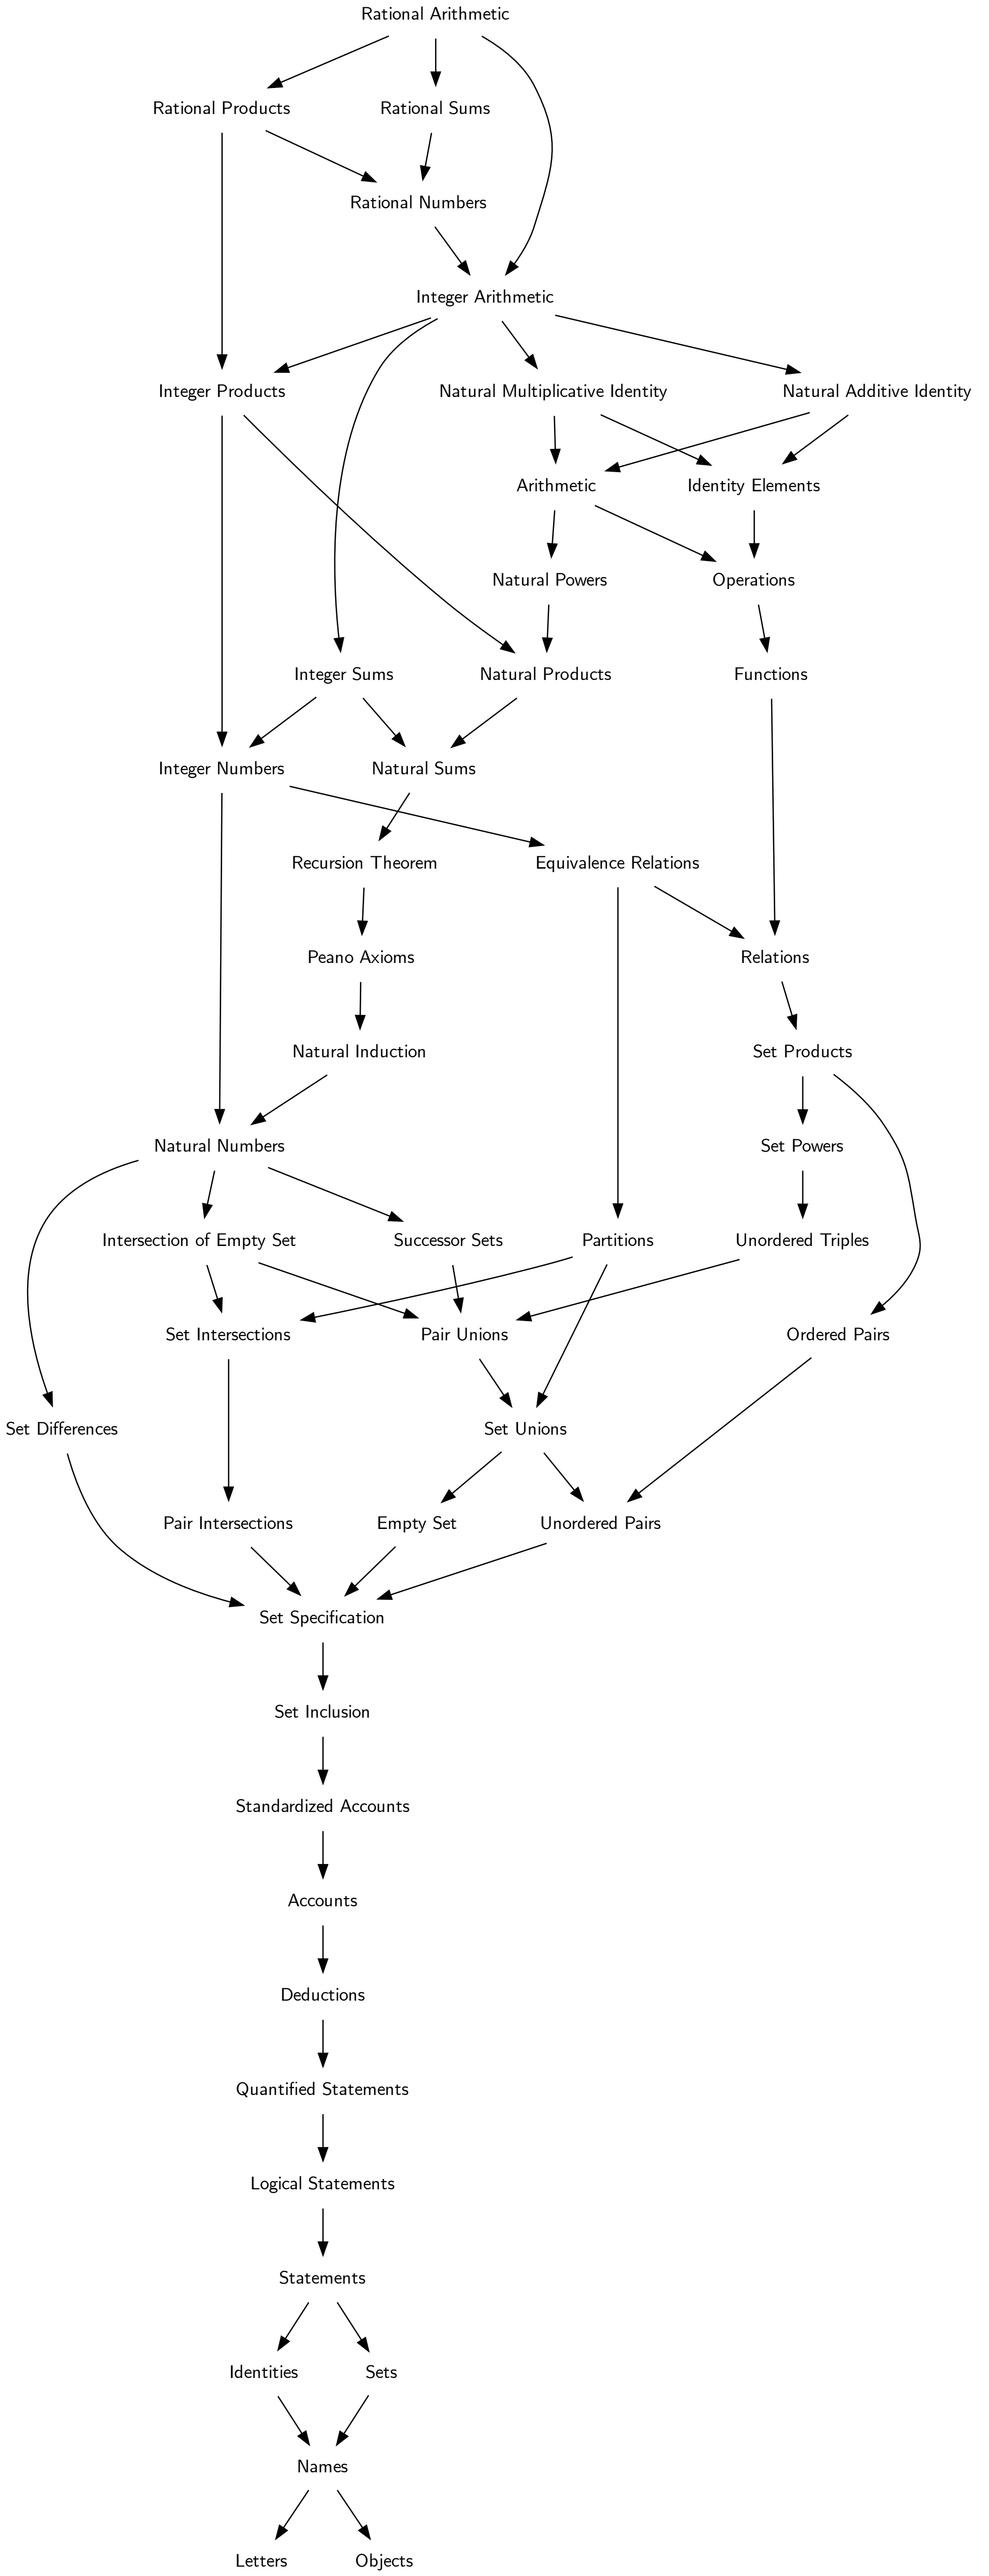 Rational Arithmetic
Rational Products
Rational Sums
Rational Numbers
Integer Arithmetic
Integer Products
Natural Multiplicative Identity
Natural Additive Identity
Arithmetic
Identity Elements
Natural Powers
Operations
Integer Sums
Natural Products
Functions
Integer Numbers
Natural Sums
Recursion Theorem
Equivalence Relations
Peano Axioms
Relations
Natural Induction
Set Products
Natural Numbers
Set Powers
Intersection of Empty Set
Successor Sets
Partitions
Unordered Triples
Set Intersections
Pair Unions
Ordered Pairs
Set Differences
Set Unions
Pair Intersections
Empty Set
Unordered Pairs
Set Specification
Set Inclusion
Standardized Accounts
Accounts
Deductions
Quantified Statements
Logical Statements
Statements
Identities
Sets
Names
Letters
Objects